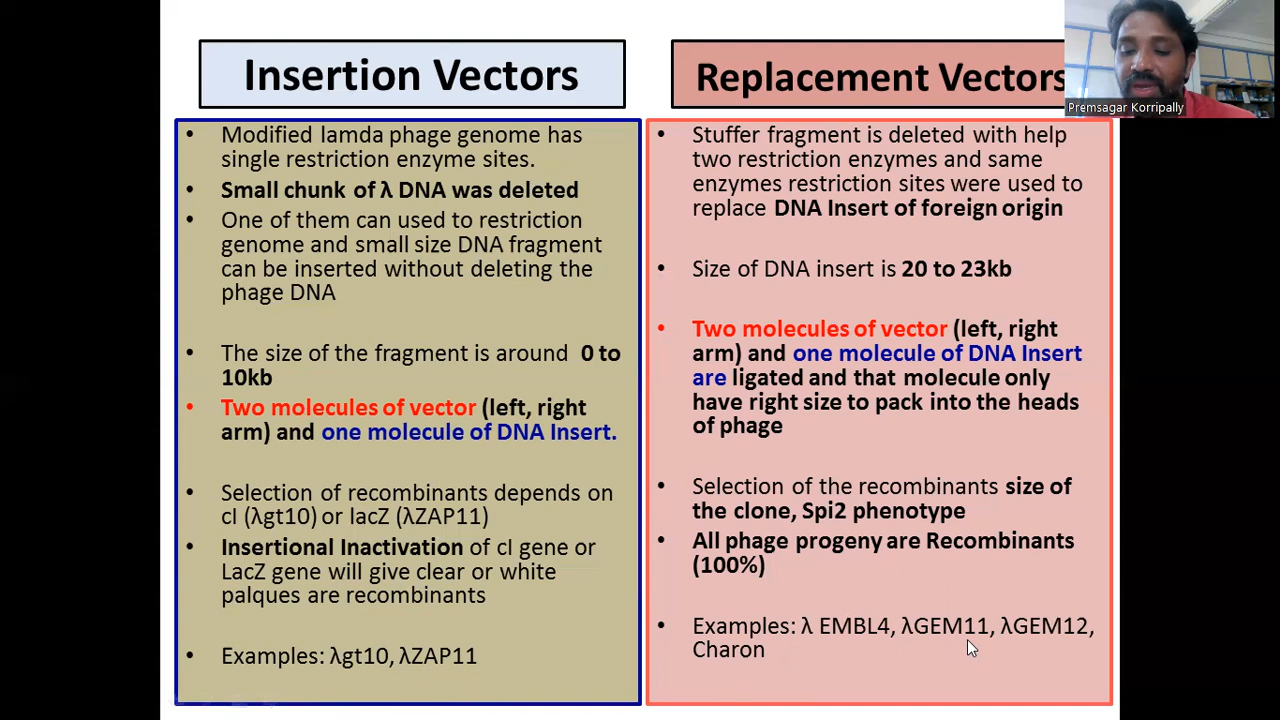 Insertion Vectors
• Modified lamda phage genome has
single restriction enzyme sites.
• Small chunk of λ DNA was deleted
• One of them can used to restriction
genome and small size DNA fragment
can be inserted without deleting the
phage DNA
• The size of the fragment is around 0 to
10kb
• Two molecules of vector (left, right
arm) and one molecule of DNA Insert.
• Selection of recombinants depends on
cI (λgt10) or lacZ (λZAP11)
• Insertional Inactivation of cI gene or
LacZ gene will give clear or white
palques are recombinants
• Examples: λgt10, λZAP11
Replacement Vectors
• Stuffer fragment is deleted with help
two restriction enzymes and same
enzymes restriction sites were used to
replace DNA Insert of foreign origin
• Size of DNA insert is 20 to 23kb
• Two molecules of vector (left, right
arm) and one molecule of DNA Insert
are ligated and that molecule only
have right size to pack into the heads
of phage
• Selection of the recombinants size of
the clone, Spi2 phenotype
• All phage progeny are Recombinants
(100%)
• Examples: λ EMBL4, λGEM11, λGEM12,
Charon
Premsagar Korripally